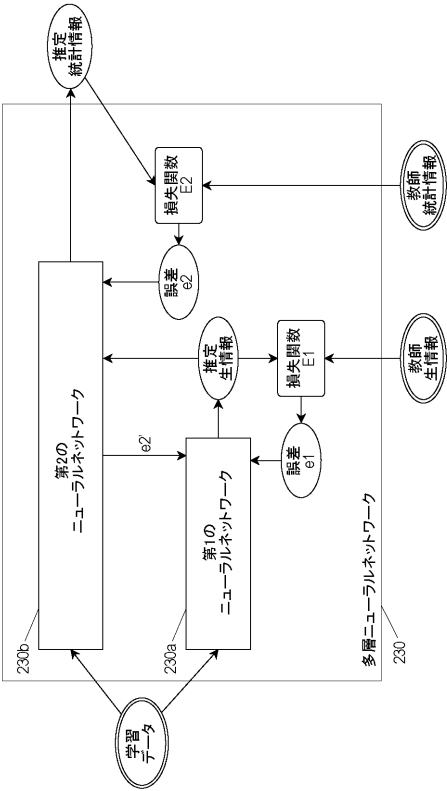 学習
データ
230b
第2の
ニューラルネットワーク
推定
統計情報
損失関数
E2
誤差
e2
e2'
230a
第1の
ニューラルネットワーク
推定
生情報
損失関数
E1
誤差
e1
多層ニューラルネットワーク
230
教師
生情報
教師
統計情報